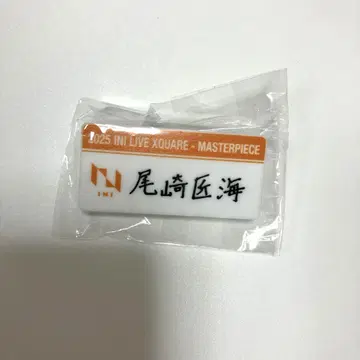 2025 INI LIVE XQUARE - MASTERPIECE
INI
尾崎匠海